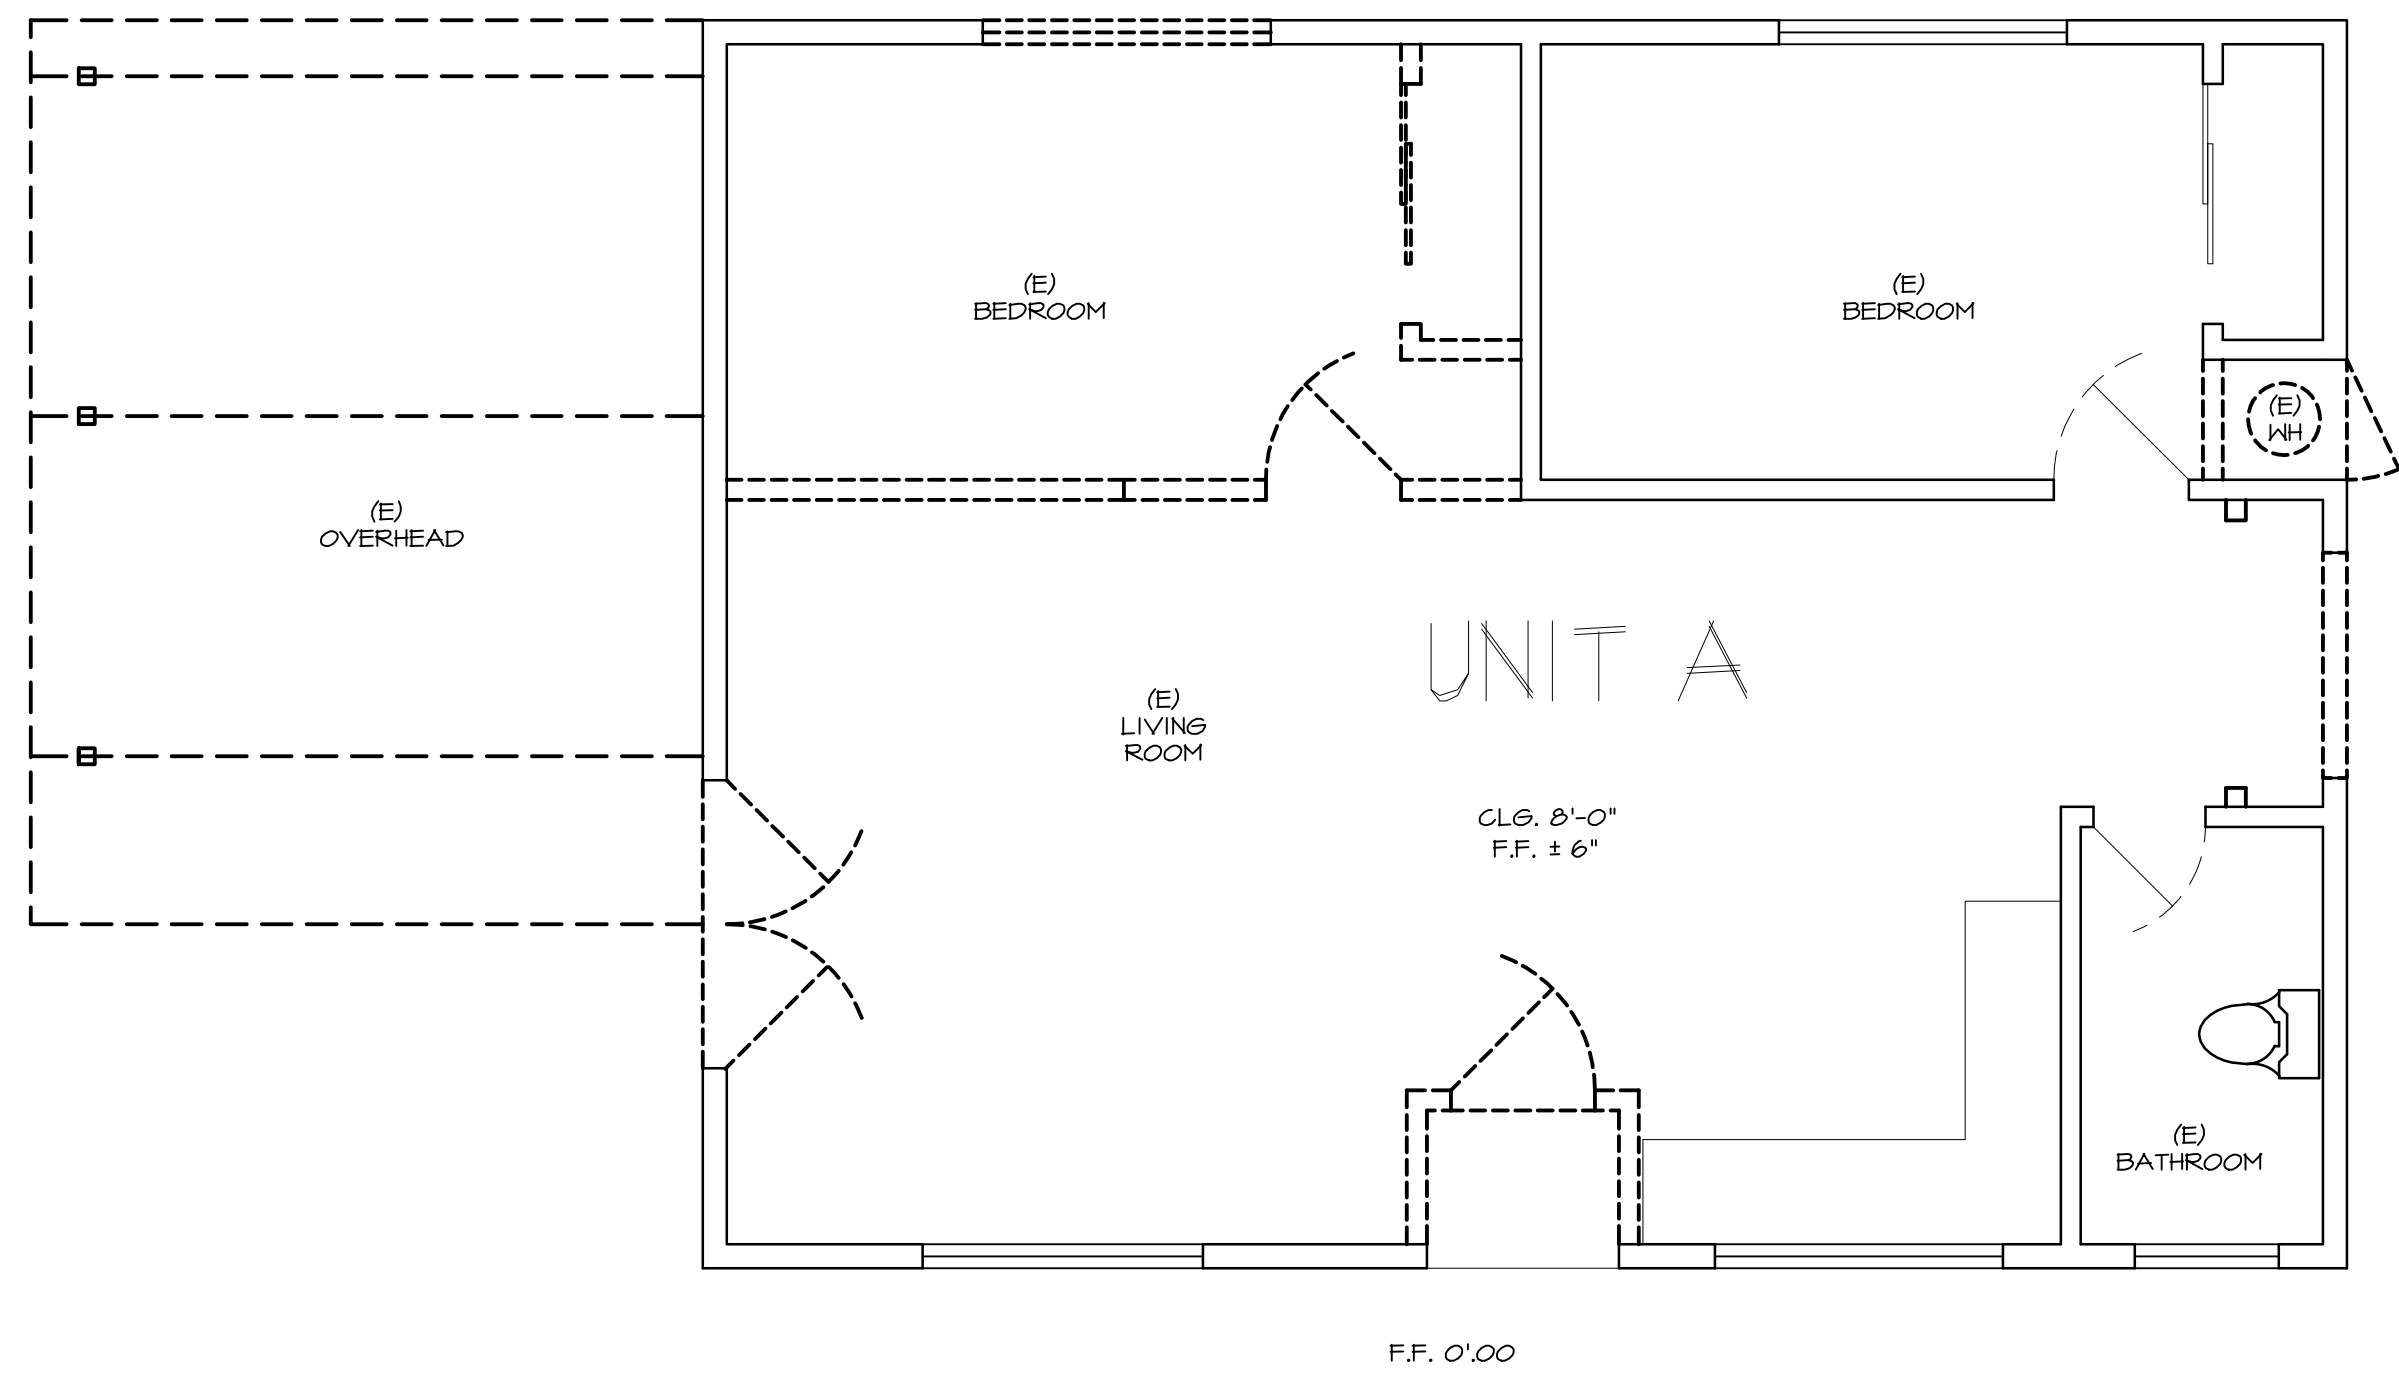 (E)
BEDROOM
(E)
BEDROOM
(E)
WH
(E)
OVERHEAD
UNIT A
(E)
LIVING
ROOM
CLG. 8'-0"
F.F. ± 6"
(E)
BATHROOM
F.F. 0'.00